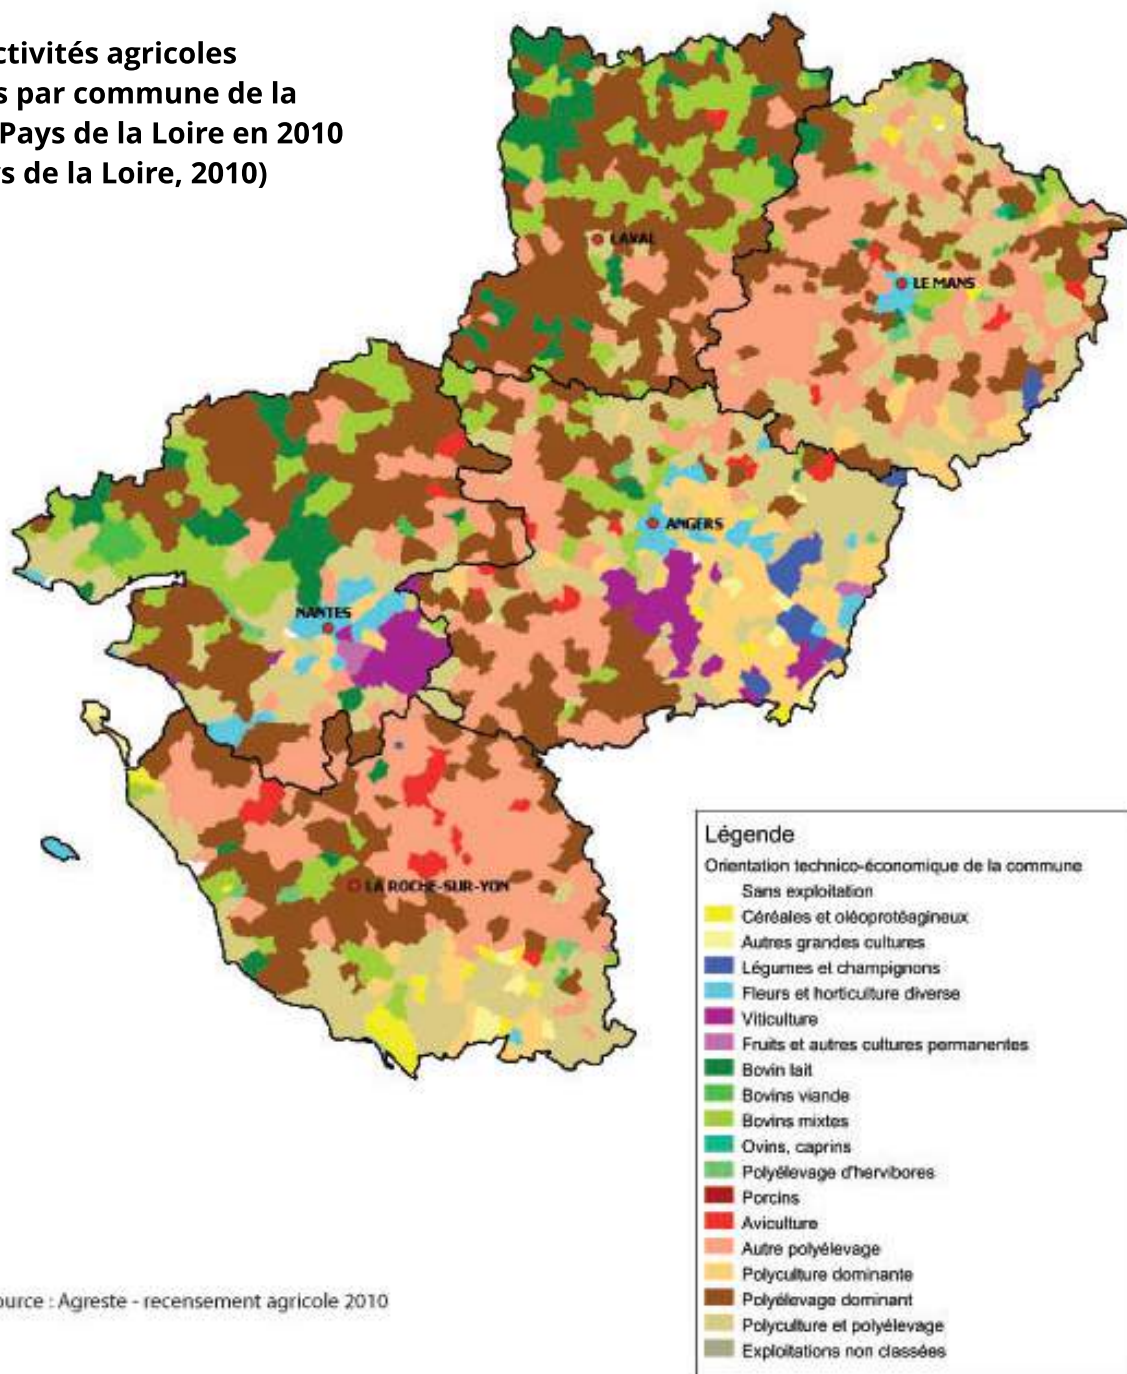 ctivités agricoles
s par commune de la
Pays de la Loire en 2010
s de la Loire, 2010)
LAVAL
LE MANS
ANGERS
NANTES
LA ROCHE-SUR-YON
Légende
Orientation technico-économique de la commune
Sans exploitation
Céréales et oléoprotéagineux
Autres grandes cultures
Légumes et champignons
Fleurs et horticulture diverse
Viticulture
Fruits et autres cultures permanentes
Bovin lait
Bovins viande
Bovins mixtes
Ovins, caprins
Polyélevage d'hervibores
Porcins
Aviculture
Autre polyélevage
Polyculture dominante
Polyélevage dominant
Polyculture et polyélevage
Exploitations non classées
ource : Agreste - recensement agricole 2010